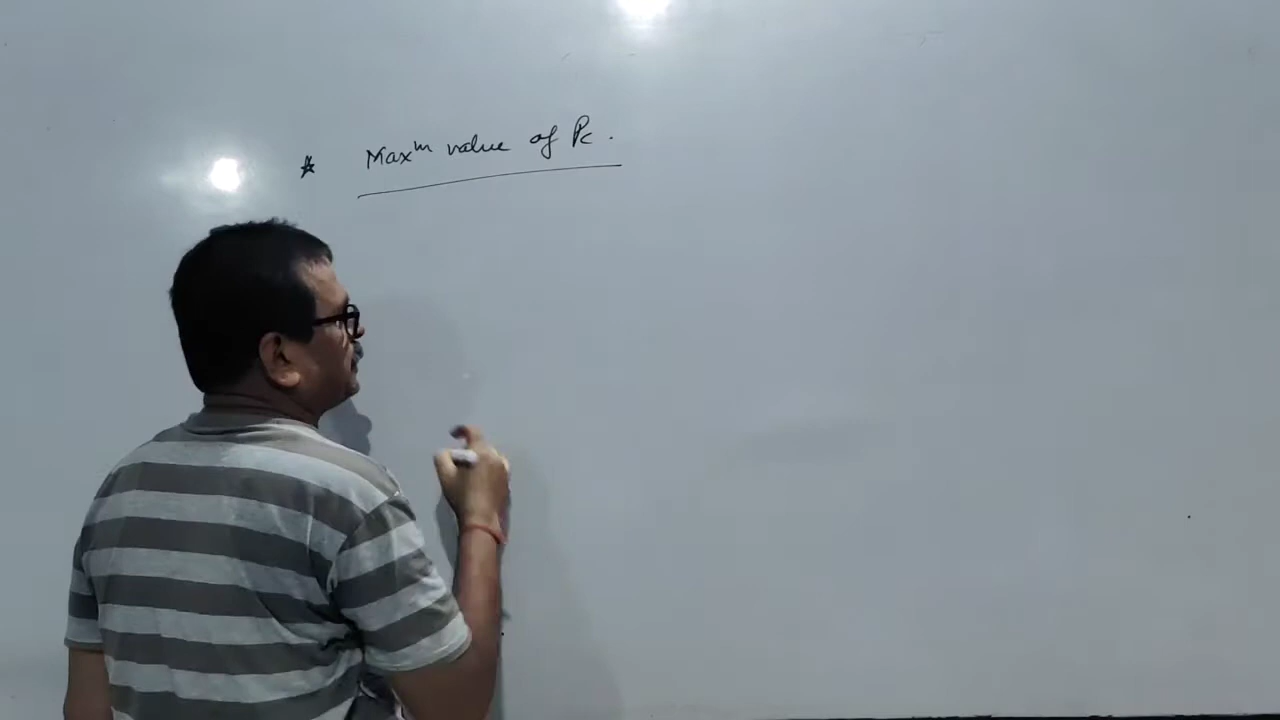 ☆ Maxᵐ value of Pc.